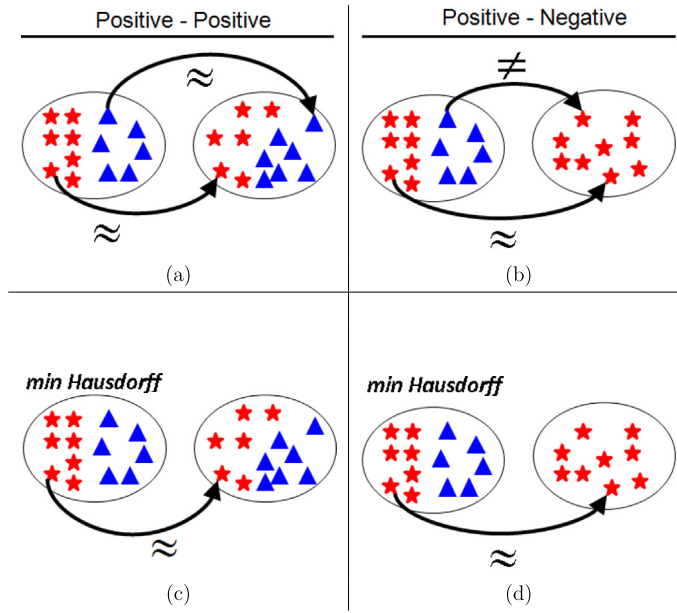 Positive - Positive
Positive - Negative
≈
≠
≈
≈
(a)
(b)
min Hausdorff
min Hausdorff
≈
≈
(c)
(d)